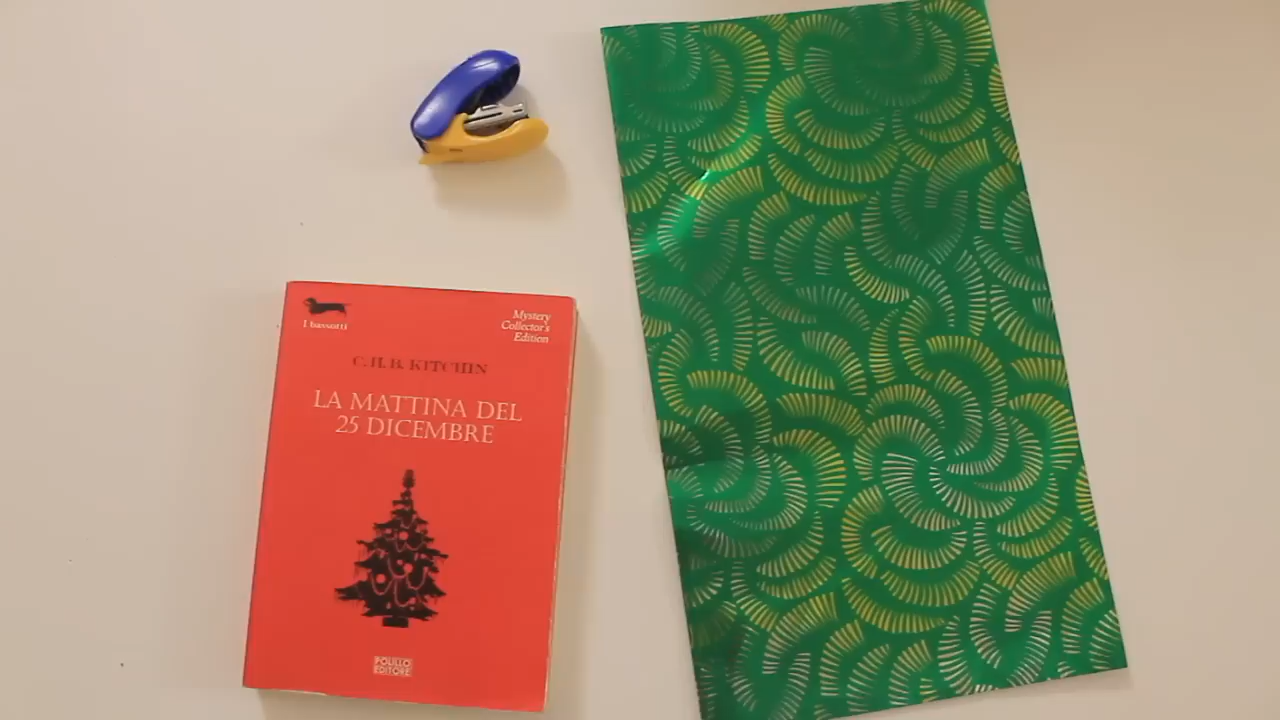 I bassotti
Mystery
Collector's
Edition
C. H. B. KITCHIN
LA MATTINA DEL
25 DICEMBRE
POLILLO
EDITORE